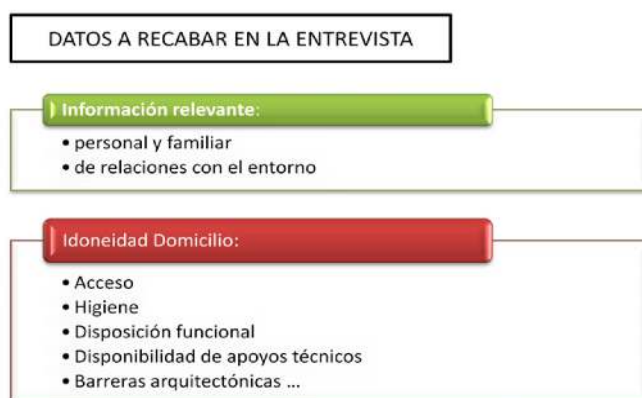 DATOS A RECABAR EN LA ENTREVISTA
Información relevante:
• personal y familiar
• de relaciones con el entorno
Idoneidad Domicilio:
• Acceso
• Higiene
• Disposición funcional
• Disponibilidad de apoyos técnicos
• Barreras arquitectónicas ...